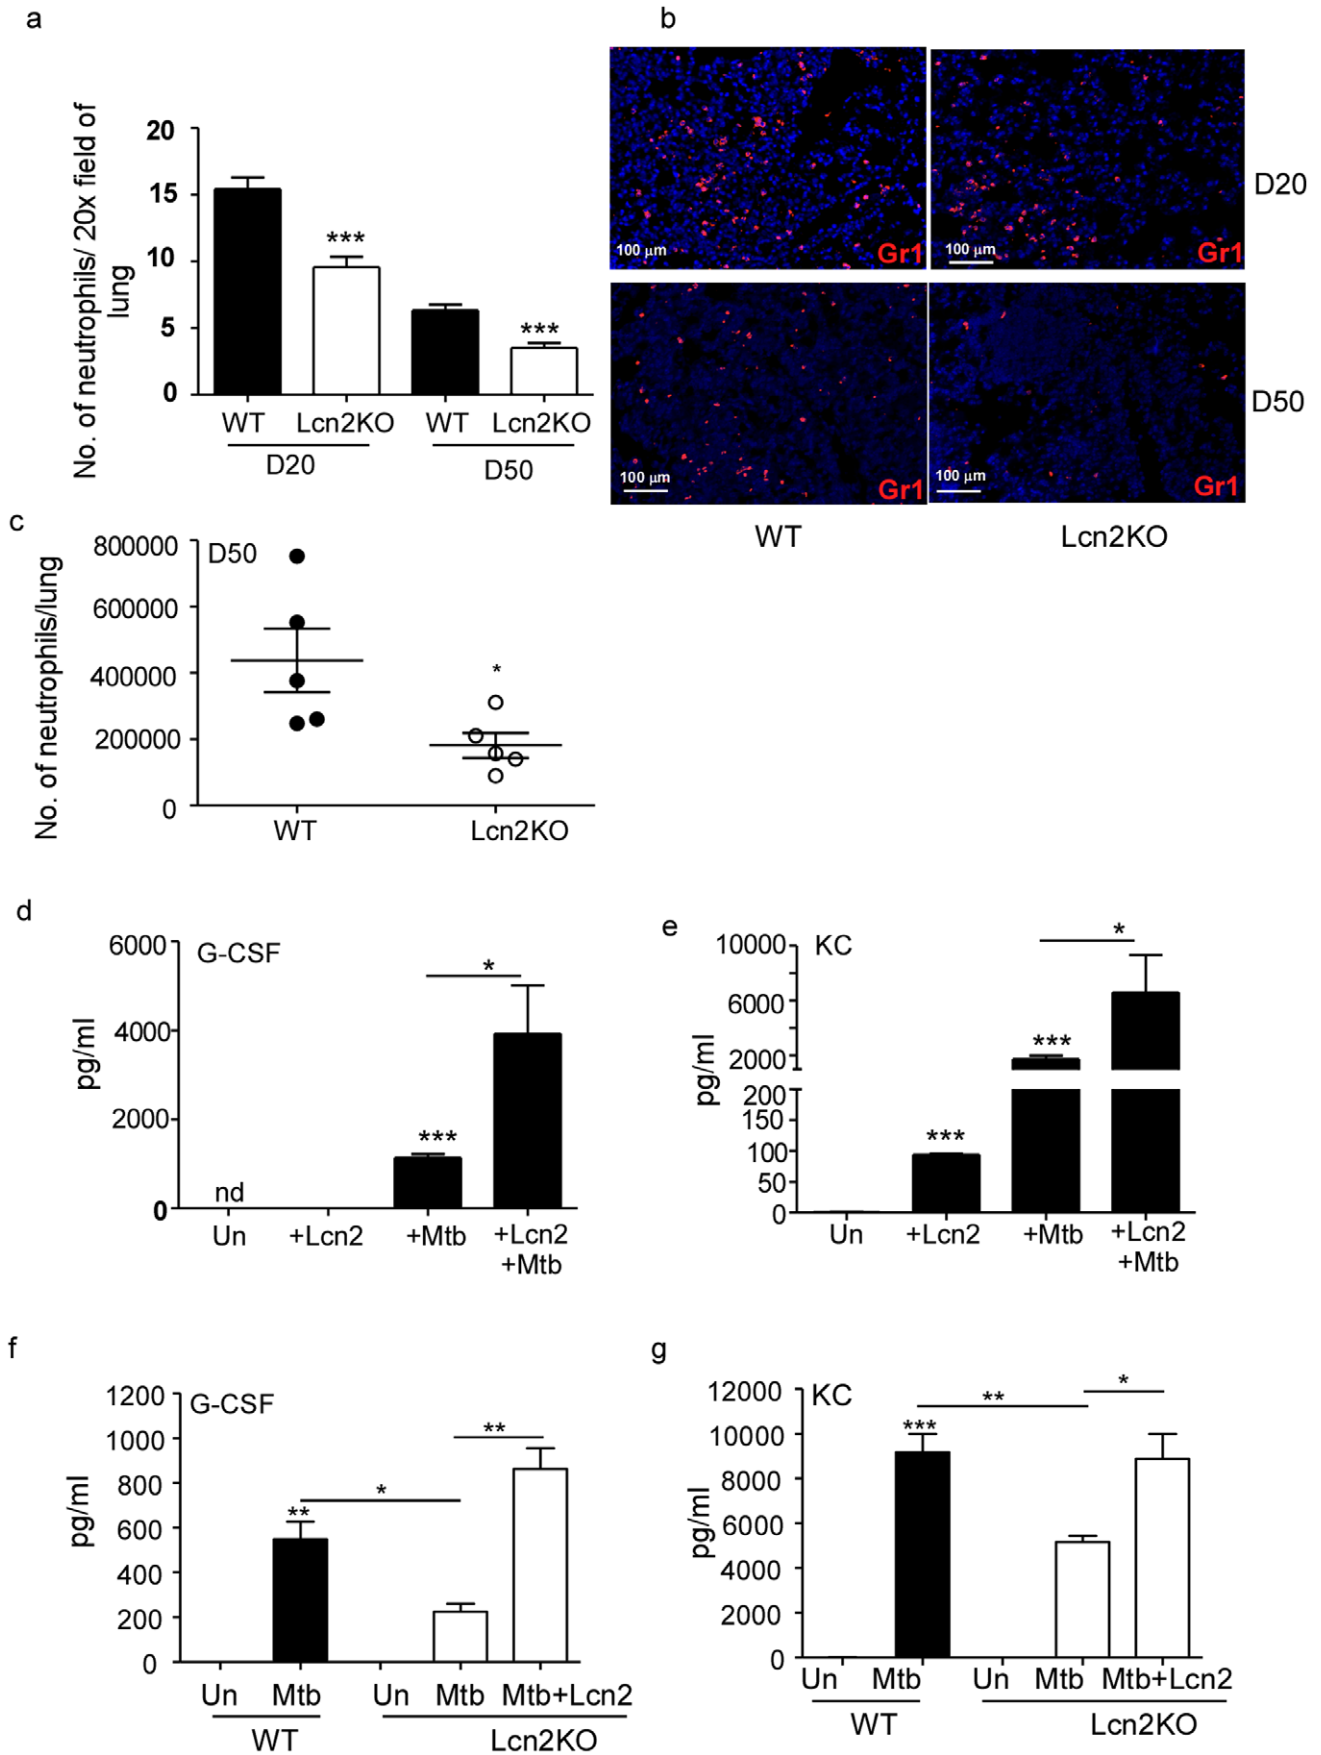 a
No. of neutrophils/ 20x field of
lung
20
15
10
5
0
***
***
WT
Lcn2KO
WT
Lcn2KO
D20
D50
b
100 µm
Gr1
100 µm
Gr1
D20
100 µm
Gr1
100 µm
Gr1
D50
WT
Lcn2KO
c
No. of neutrophils/lung
800000
600000
400000
200000
0
D50
*
WT
Lcn2KO
d
pg/ml
6000
4000
2000
0
G-CSF
*
***
nd
Un
+Lcn2
+Mtb
+Lcn2
+Mtb
e
pg/ml
10000
6000
2000
200
150
100
50
0
KC
*
***
***
Un
+Lcn2
+Mtb
+Lcn2
+Mtb
f
pg/ml
1200
1000
800
600
400
200
0
G-CSF
**
*
**
Un
Mtb
Un
Mtb
Mtb+Lcn2
WT
Lcn2KO
g
pg/ml
12000
10000
8000
6000
4000
2000
0
KC
*
**
***
Un
Mtb
Un
Mtb
Mtb+Lcn2
WT
Lcn2KO